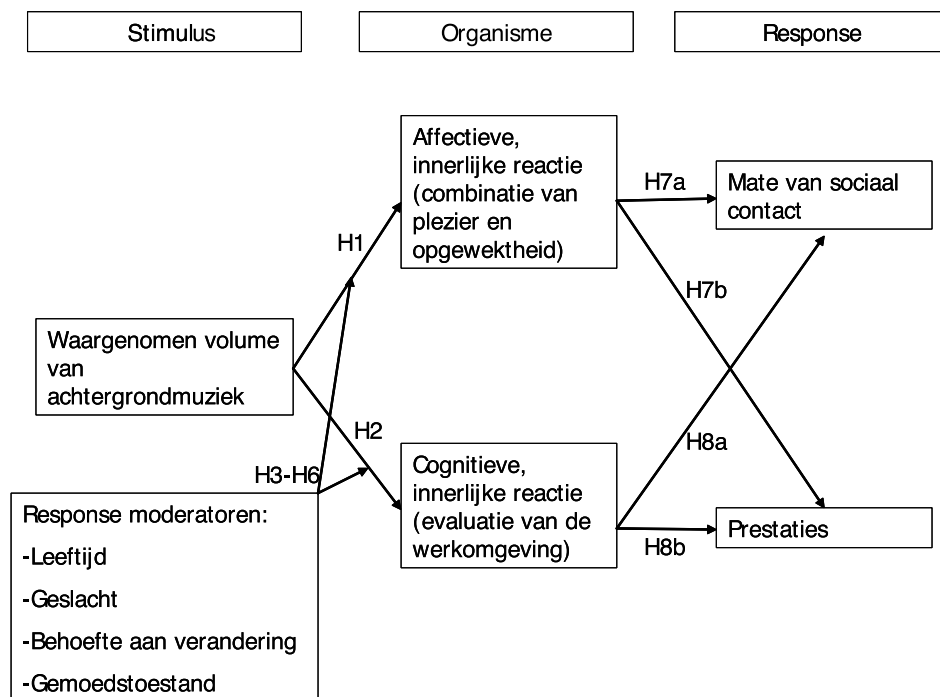 Stimulus
Organisme
Response
Affectieve,
innerlijke reactie
(combinatie van
plezier en
opgewektheid)
H7a
Mate van sociaal
contact
H1
H7b
Waargenomen volume
van
achtergrondmuziek
H2
H8a
H3-H6
Cognitieve,
innerlijke reactie
(evaluatie van de
werkomgeving)
H8b
Prestaties
Response moderatoren:
-Leeftijd
-Geslacht
-Behoefte aan verandering
-Gemoedstoestand